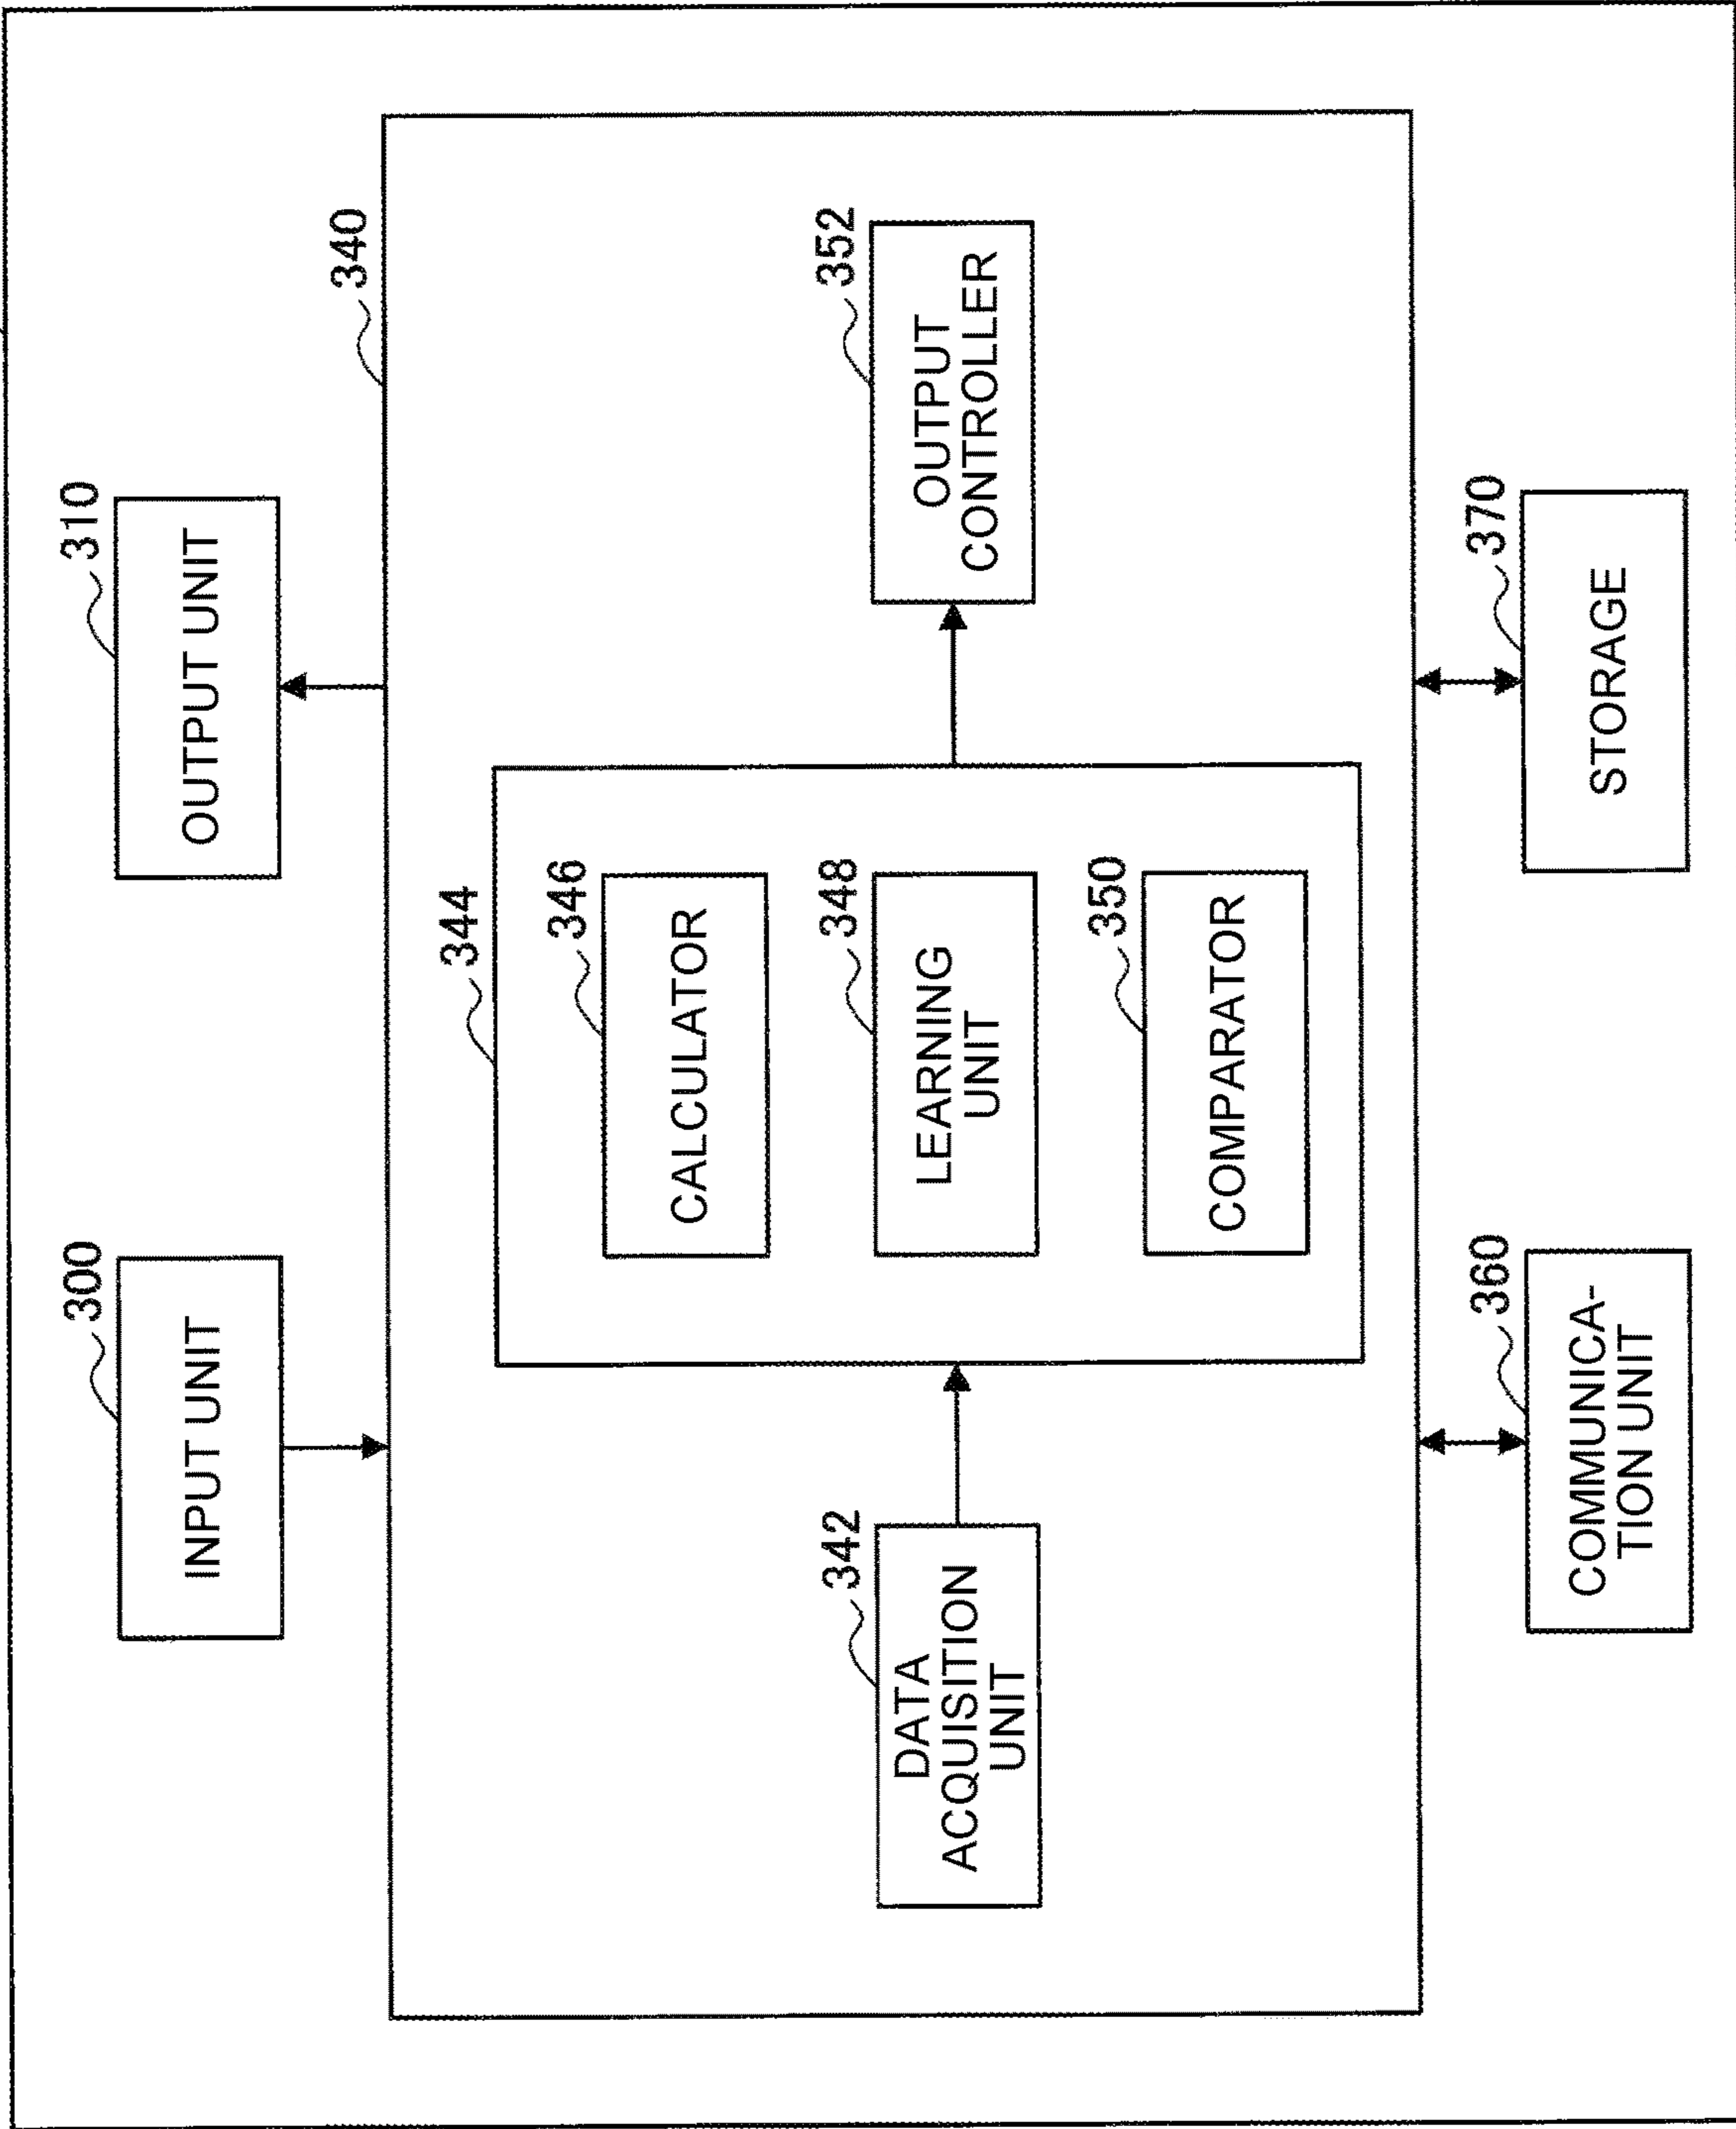 300
INPUT UNIT
310
OUTPUT UNIT
340
344
346
CALCULATOR
342
DATA
ACQUISITION
UNIT
348
LEARNING
UNIT
352
OUTPUT
CONTROLLER
350
COMPARATOR
360
COMMUNICA-
TION UNIT
370
STORAGE